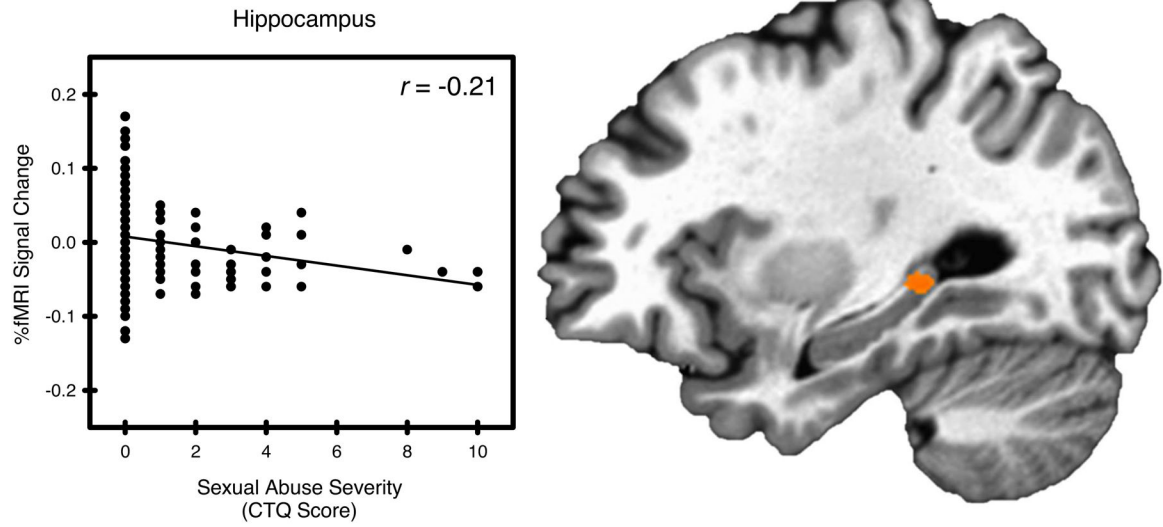 Hippocampus
r = -0.21
%fMRI Signal Change
0.2
0.1
0.0
-0.1
-0.2
0 2 4 6 8 10
Sexual Abuse Severity
(CTQ Score)